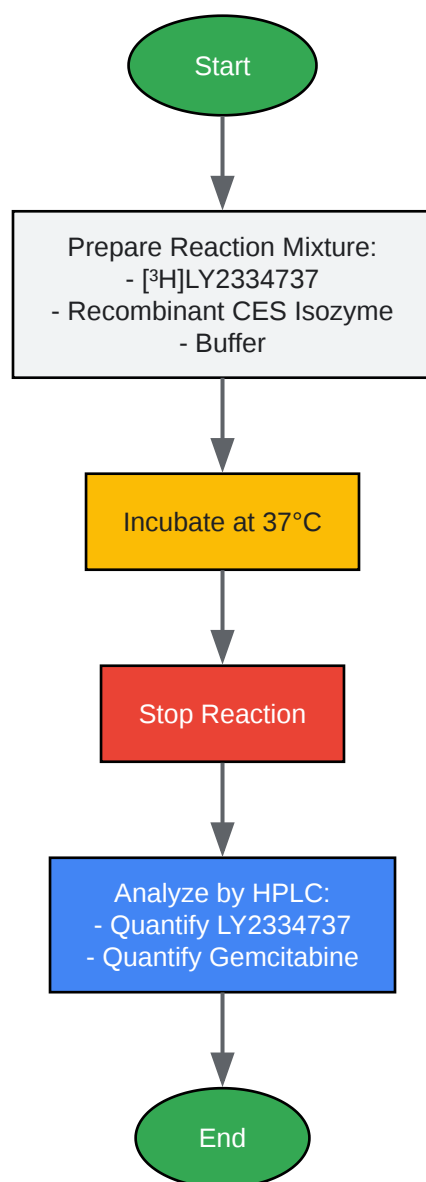 Start
Prepare Reaction Mixture:
- [³H]LY2334737
- Recombinant CES Isozyme
- Buffer
Incubate at 37°C
Stop Reaction
Analyze by HPLC:
- Quantify LY2334737
- Quantify Gemcitabine
End